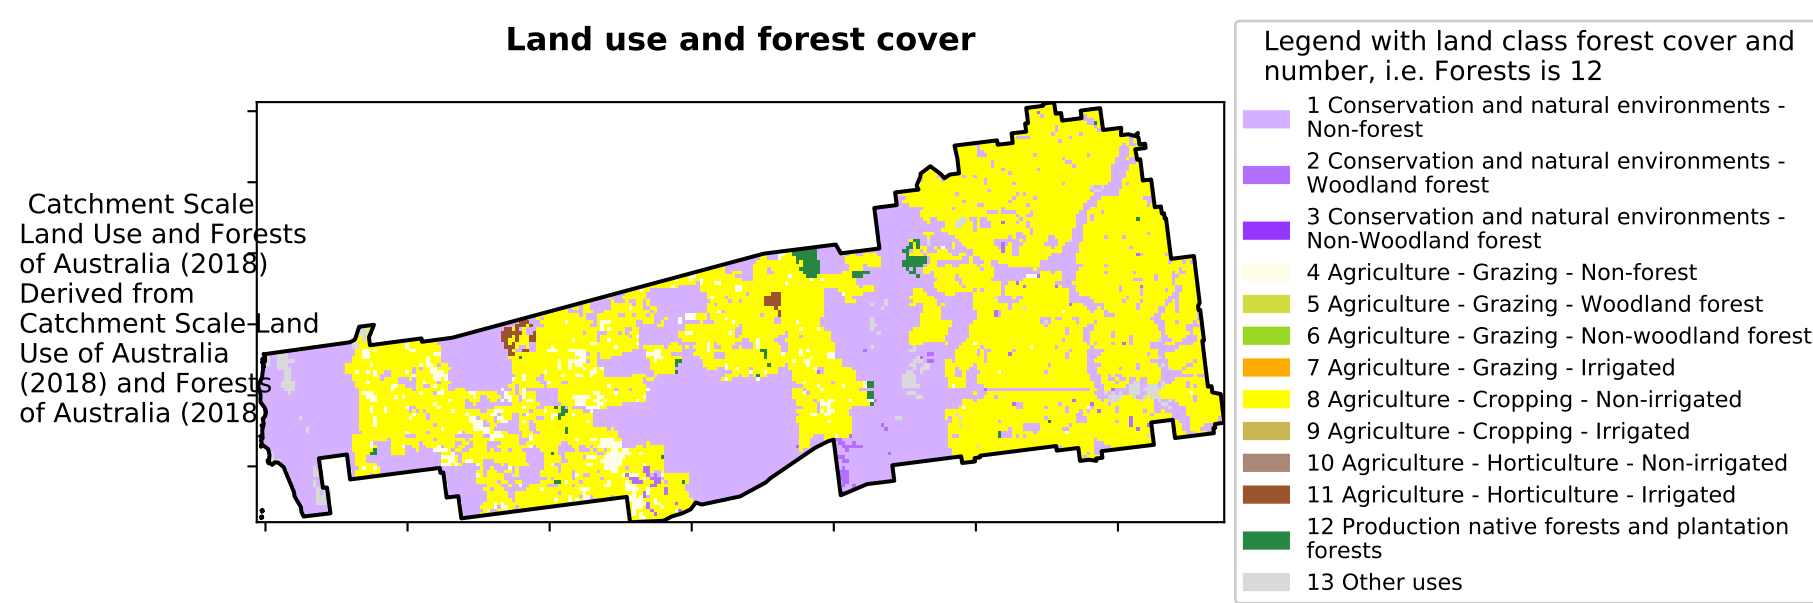 Land use and forest cover
Catchment Scale
Land Use and Forests
of Australia (2018)
Derived from
Catchment Scale Land
Use of Australia
(2018) and Forests
of Australia (2018)
Legend with land class forest cover and
number, i.e. Forests is 12
1 Conservation and natural environments -
Non-forest
2 Conservation and natural environments -
Woodland forest
3 Conservation and natural environments -
Non-Woodland forest
4 Agriculture - Grazing - Non-forest
5 Agriculture - Grazing - Woodland forest
6 Agriculture - Grazing - Non-woodland forest
7 Agriculture - Grazing - Irrigated
8 Agriculture - Cropping - Non-irrigated
9 Agriculture - Cropping - Irrigated
10 Agriculture - Horticulture - Non-irrigated
11 Agriculture - Horticulture - Irrigated
12 Production native forests and plantation
forests
13 Other uses